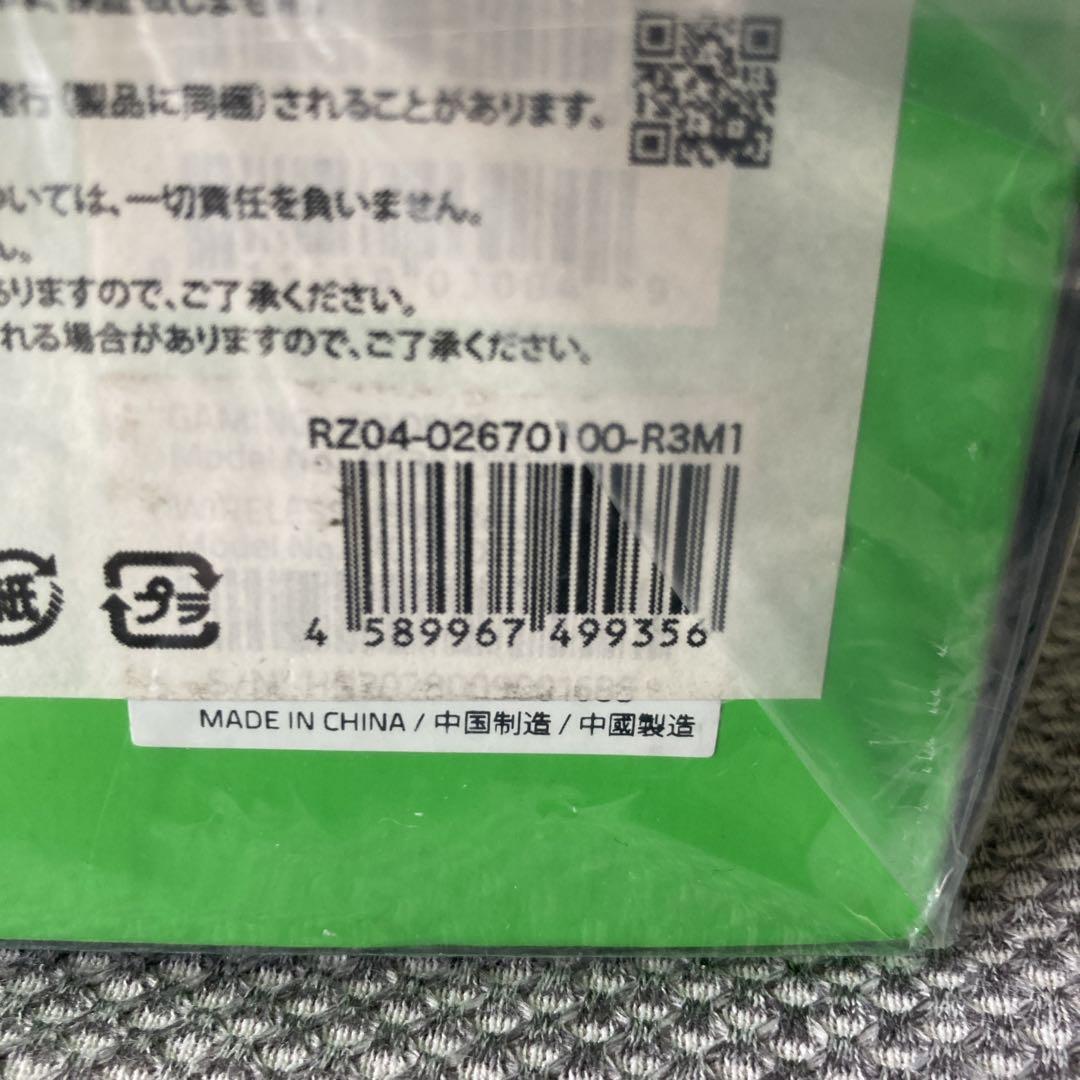 行(製品に同梱)されることがあります。
ついては、一切責任を負いません。
ん。
ありますので、ご了承ください。
れる場合がありますので、ご了承ください。
RZ04-02670100-R3M1
紙
プラ
4 589967 499356
MADE IN CHINA / 中国制造 / 中國製造